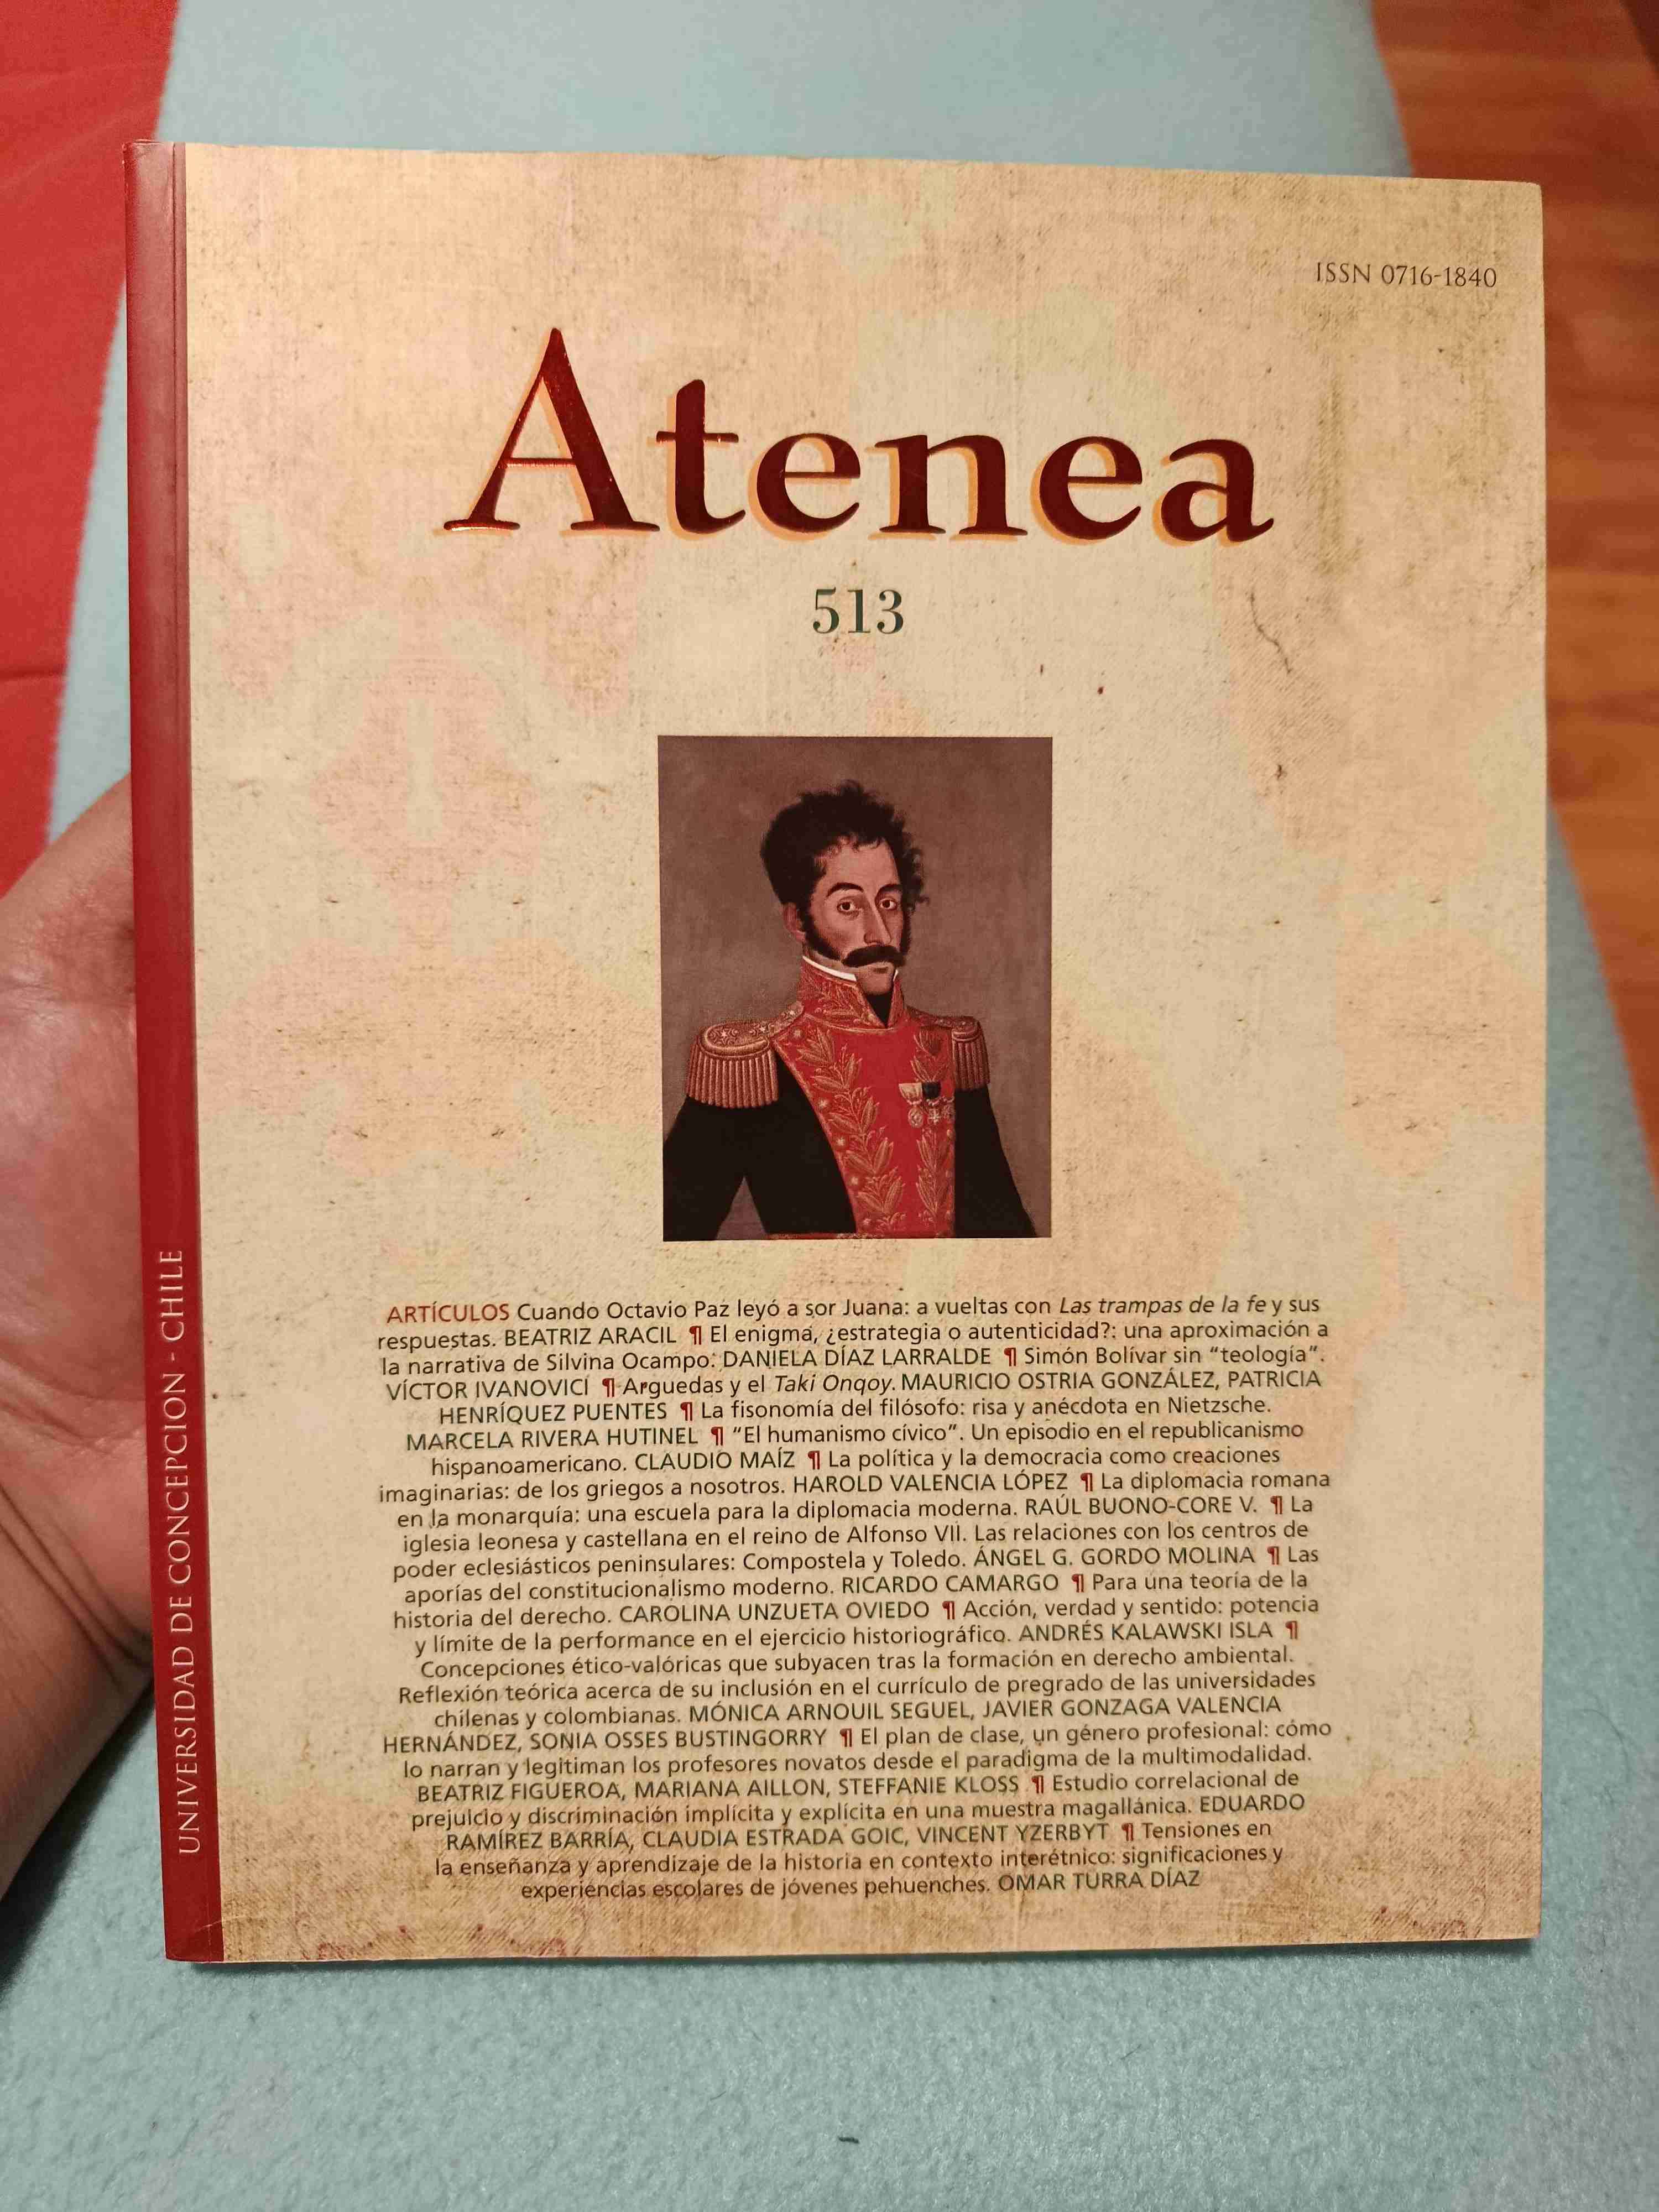 ISSN 0716-1840
Atenea
513
ARTÍCULOS Cuando Octavio Paz leyó a sor Juana: a vueltas con Las trampas de la fe y sus
respuestas. BEATRIZ ARACIL ¶ El enigma, ¿estrategia o autenticidad?: una aproximación a
la narrativa de Silvina Ocampo. DANIELA DÍAZ LARRALDE ¶ Simón Bolívar sin “teología”.
VÍCTOR IVANOVICI ¶ Arguedas y el Taki Onqoy. MAURICIO OSTRIA GONZÁLEZ, PATRICIA
HENRÍQUEZ PUENTES ¶ La fisonomía del filósofo: risa y anécdota en Nietzsche.
MARCELA RIVERA HUTINEL ¶ “El humanismo cívico”. Un episodio en el republicanismo
hispanoamericano. CLAUDIO MAÍZ ¶ La política y la democracia como creaciones
imaginarias: de los griegos a nosotros. HAROLD VALENCIA LÓPEZ ¶ La diplomacia romana
en la monarquía: una escuela para la diplomacia moderna. RAÚL BUONO-CORE V. ¶ La
iglesia leonesa y castellana en el reino de Alfonso VII. Las relaciones con los centros de
poder eclesiásticos peninsulares: Compostela y Toledo. ÁNGEL G. GORDO MOLINA ¶ Las
aporías del constitucionalismo moderno. RICARDO CAMARGO ¶ Para una teoría de la
historia del derecho. CAROLINA UNZUETA OVIEDO ¶ Acción, verdad y sentido: potencia
y límite de la performance en el ejercicio historiográfico. ANDRÉS KALAWSKI ISLA ¶
Concepciones ético-valóricas que subyacen tras la formación en derecho ambiental.
Reflexión teórica acerca de su inclusión en el currículo de pregrado de las universidades
chilenas y colombianas. MÓNICA ARNOUIL SEGUEL, JAVIER GONZAGA VALENCIA
HERNÁNDEZ, SONIA OSSES BUSTINGORRY ¶ El plan de clase, un género profesional: cómo
lo narran y legitiman los profesores novatos desde el paradigma de la multimodalidad.
BEATRIZ FIGUEROA, MARIANA AILLON, STEFFANIE KLOSS ¶ Estudio correlacional de
prejuicio y discriminación implícita y explícita en una muestra magallánica. EDUARDO
RAMÍREZ BARRÍA, CLAUDIA ESTRADA GOIC, VINCENT YZERBYT ¶ Tensiones en
la enseñanza y aprendizaje de la historia en contexto interétnico: significaciones y
experiencias escolares de jóvenes pehuenches. OMAR TURRA DÍAZ
UNIVERSIDAD DE CONCEPCION - CHILE